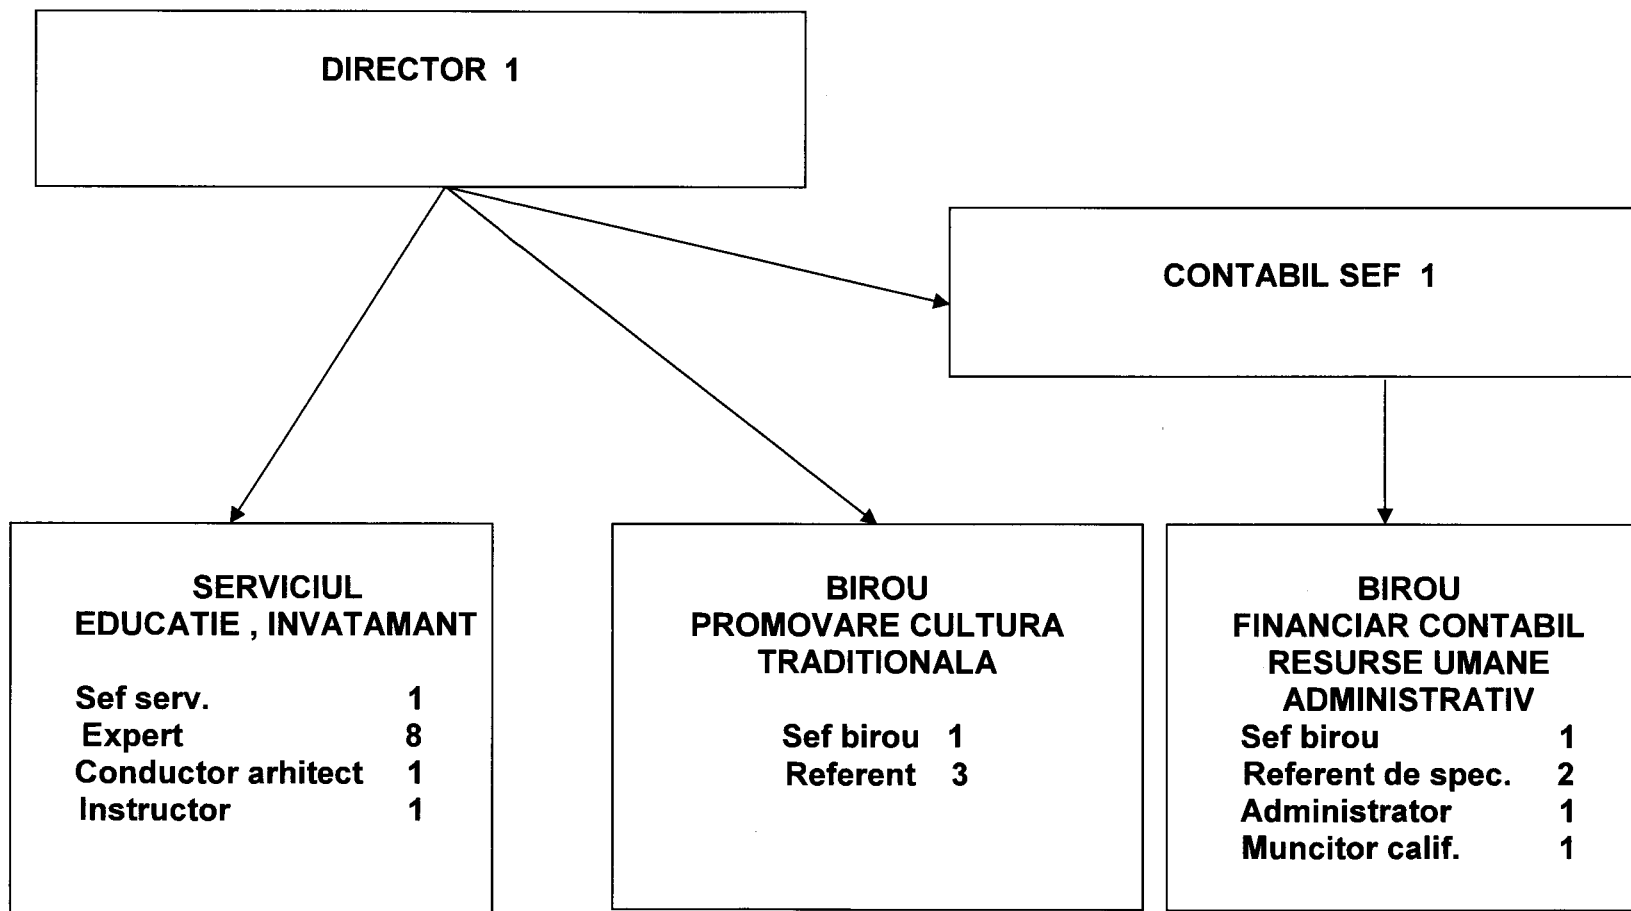 DIRECTOR 1
CONTABIL SEF 1
SERVICIUL
EDUCATIE , INVATAMANT
Sef serv. 1
Expert 8
Conductor arhitect 1
Instructor 1
BIROU
PROMOVARE CULTURA
TRADITIONALA
Sef birou 1
Referent 3
BIROU
FINANCIAR CONTABIL
RESURSE UMANE
ADMINISTRATIV
Sef birou 1
Referent de spec. 2
Administrator 1
Muncitor calif. 1